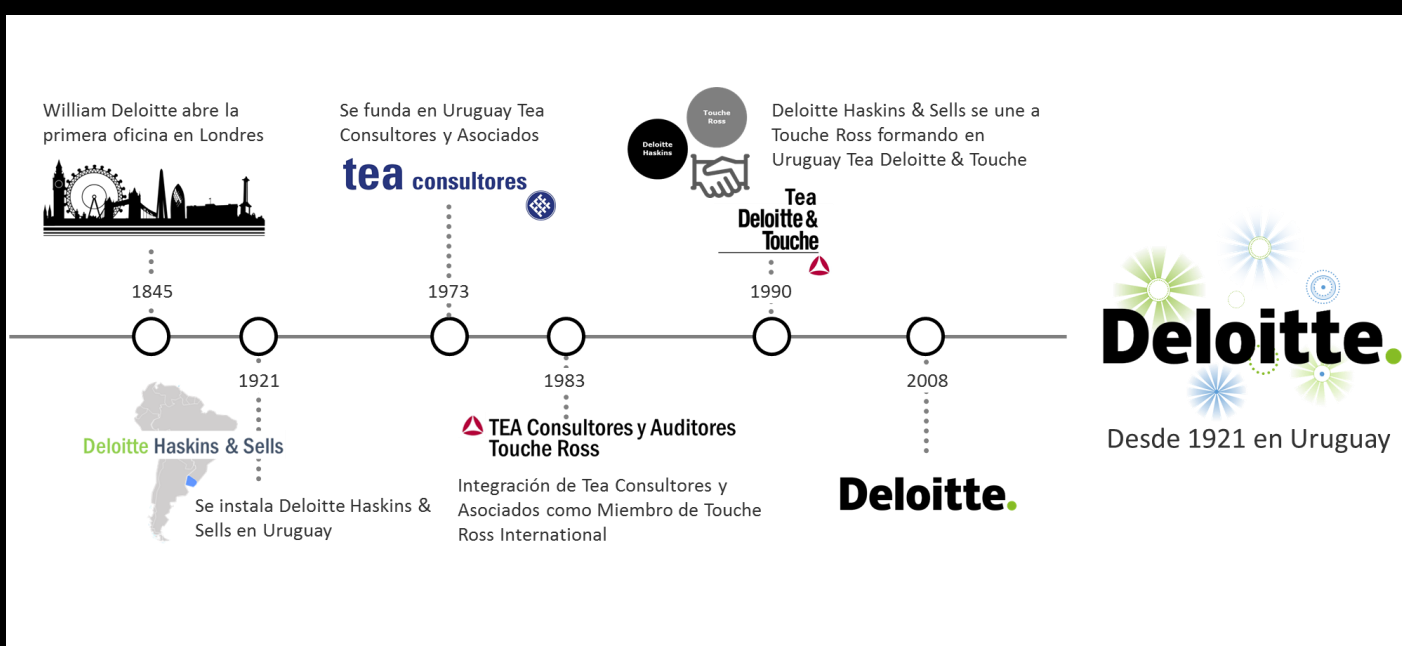 William Deloitte abre la
primera oficina en Londres
1845
1921
Deloitte Haskins & Sells
Se instala Deloitte Haskins &
Sells en Uruguay
Se funda en Uruguay Tea
Consultores y Asociados
tea consultores
1973
1983
TEA Consultores y Auditores
Touche Ross
Integración de Tea Consultores y
Asociados como Miembro de Touche
Ross International
Touche
Ross
Deloitte
Haskins
Deloitte Haskins & Sells se une a
Touche Ross formando en
Uruguay Tea Deloitte & Touche
Tea
Deloitte &
Touche
1990
2008
Deloitte.
Deloitte.
Desde 1921 en Uruguay